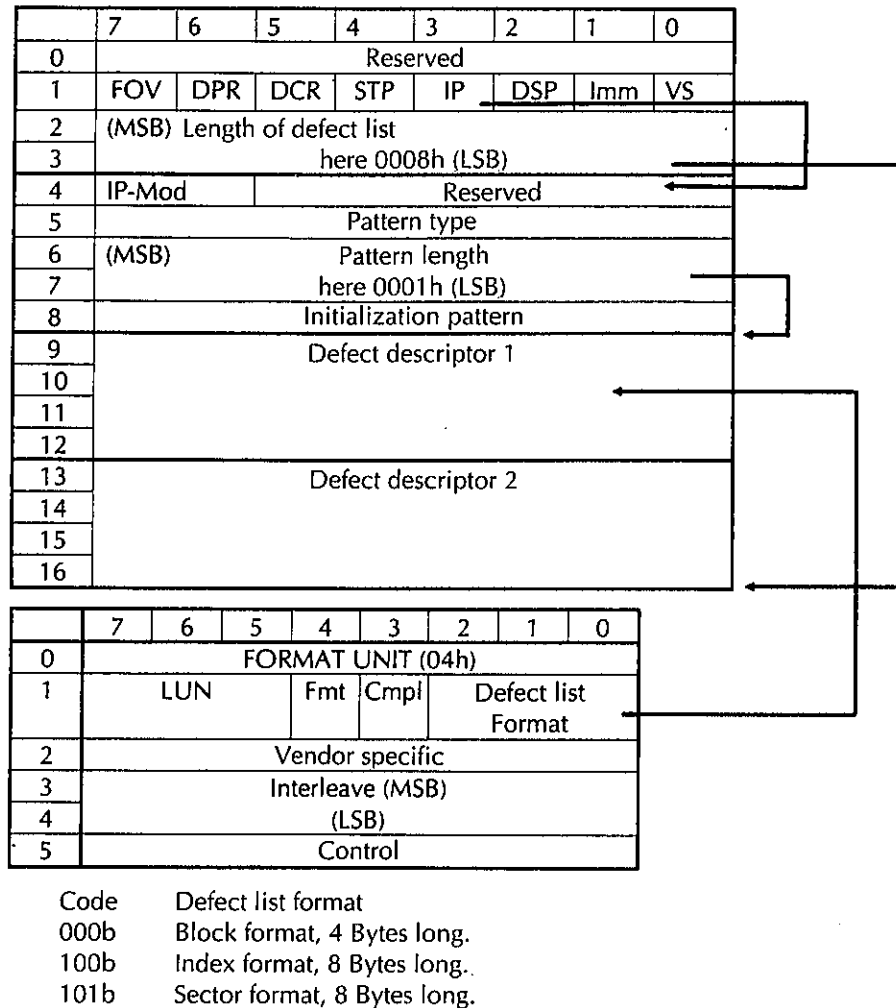 7 6 5 4 3 2 1 0
0 Reserved
1 FOV DPR DCR STP IP DSP Imm VS
2 (MSB) Length of defect list
3 here 0008h (LSB)
4 IP-Mod Reserved
5 Pattern type
6 (MSB) Pattern length
7 here 0001h (LSB)
8 Initialization pattern
9 Defect descriptor 1
10
11
12
13 Defect descriptor 2
14
15
16
7 6 5 4 3 2 1 0
0 FORMAT UNIT (04h)
1 LUN Fmt Cmpl Defect list
Format
2 Vendor specific
3 Interleave (MSB)
4 (LSB)
5 Control
Code Defect list format
000b Block format, 4 Bytes long.
100b Index format, 8 Bytes long.
101b Sector format, 8 Bytes long.